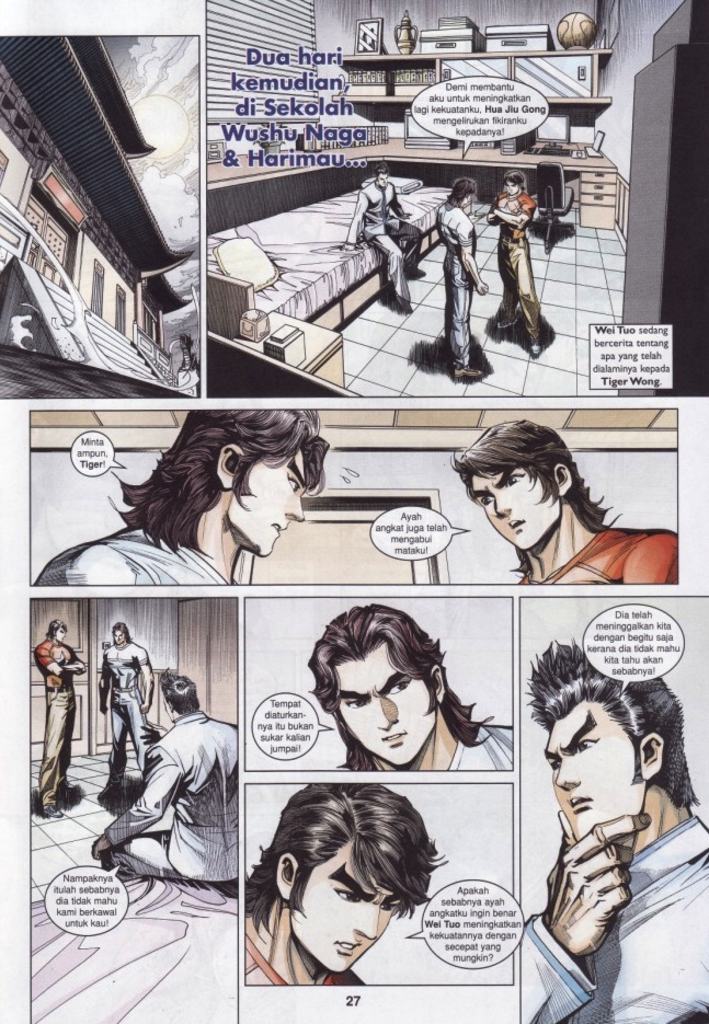 Dua hari
kemudian,
di Sekolah
Wushu Naga
& Harimau...
Demi membantu
aku untuk meningkatkan
lagi kekuatanku, Hua Jiu Gong
mengelirukan fikiranku
kepadanya!
Wei Tuo sedang
bercerita tentang
apa yang telah
dialaminya kepada
Tiger Wong.
Minta
ampun,
Tiger!
Ayah
angkat juga telah
mengabui
mataku!
Nampaknya
itulah sebabnya
dia tidak mahu
kami berkawal
untuk kau!
Tempat
diaturkan-
nya itu bukan
sukar kalian
jumpai!
Apakah
sebabnya ayah
angkatku ingin benar
Wei Tuo meningkatkan
kekuatannya dengan
secepat yang
mungkin?
Dia telah
meninggalkan kita
dengan begitu saja
kerana dia tidak mahu
kita tahu akan
sebabnya!
27